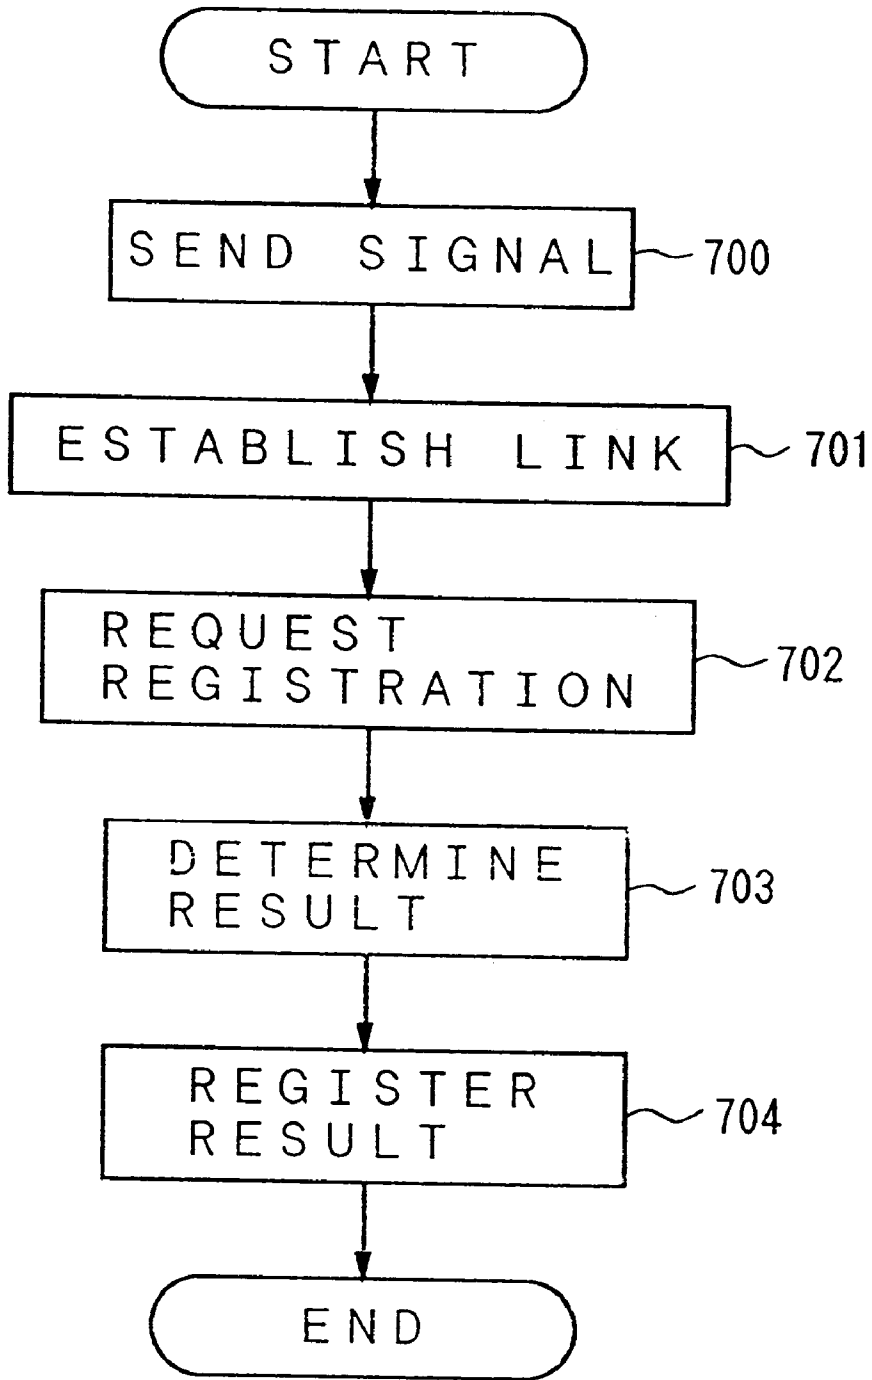 START
SEND SIGNAL
700
ESTABLISH LINK
701
REQUEST
REGISTRATION
702
DETERMINE
RESULT
703
REGISTER
RESULT
704
END